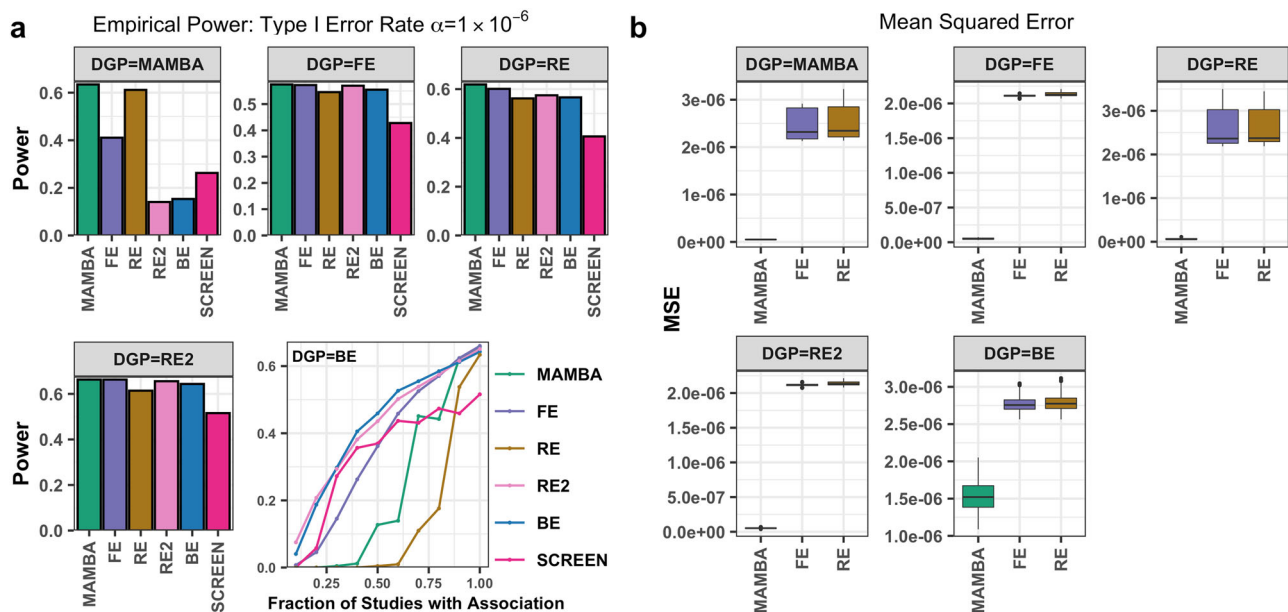 a
Empirical Power: Type I Error Rate α=1 × 10⁻⁶
DGP=MAMBA
DGP=FE
DGP=RE
Power
0.6
0.4
0.2
0.0
0.5
0.4
0.3
0.2
0.1
0.0
0.6
0.4
0.2
0.0
MAMBA
FE
RE
RE2
BE
SCREEN
MAMBA
FE
RE
RE2
BE
SCREEN
MAMBA
FE
RE
RE2
BE
SCREEN
DGP=RE2
Power
0.6
0.4
0.2
0.0
MAMBA
FE
RE
RE2
BE
SCREEN
DGP=BE
0.6
0.4
0.2
0.0
0.25
0.50
0.75
1.00
Fraction of Studies with Association
MAMBA
FE
RE
RE2
BE
SCREEN
b
Mean Squared Error
MSE
DGP=MAMBA
3e-06
2e-06
1e-06
0e+00
MAMBA
FE
RE
DGP=FE
2.0e-06
1.5e-06
1.0e-06
5.0e-07
0.0e+00
MAMBA
FE
RE
DGP=RE
3e-06
2e-06
1e-06
0e+00
MAMBA
FE
RE
DGP=RE2
2.0e-06
1.5e-06
1.0e-06
5.0e-07
0.0e+00
MAMBA
FE
RE
DGP=BE
3.0e-06
2.5e-06
2.0e-06
1.5e-06
1.0e-06
MAMBA
FE
RE